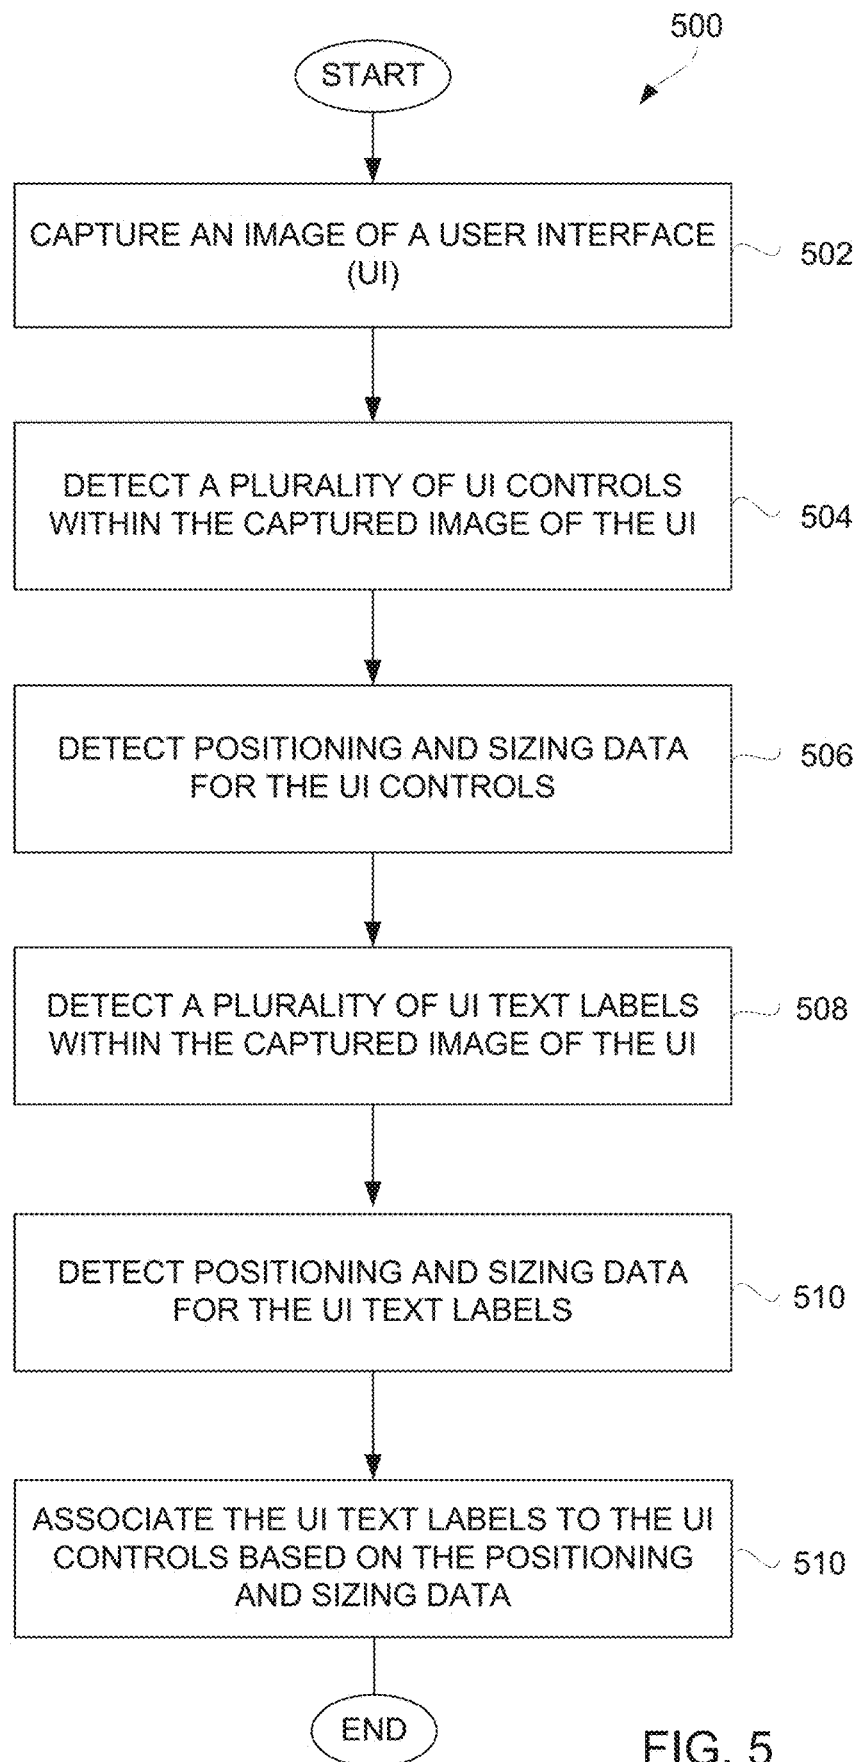 500
START
CAPTURE AN IMAGE OF A USER INTERFACE
(UI)
502
DETECT A PLURALITY OF UI CONTROLS
WITHIN THE CAPTURED IMAGE OF THE UI
504
DETECT POSITIONING AND SIZING DATA
FOR THE UI CONTROLS
506
DETECT A PLURALITY OF UI TEXT LABELS
WITHIN THE CAPTURED IMAGE OF THE UI
508
DETECT POSITIONING AND SIZING DATA
FOR THE UI TEXT LABELS
510
ASSOCIATE THE UI TEXT LABELS TO THE UI
CONTROLS BASED ON THE POSITIONING
AND SIZING DATA
510
END
FIG. 5